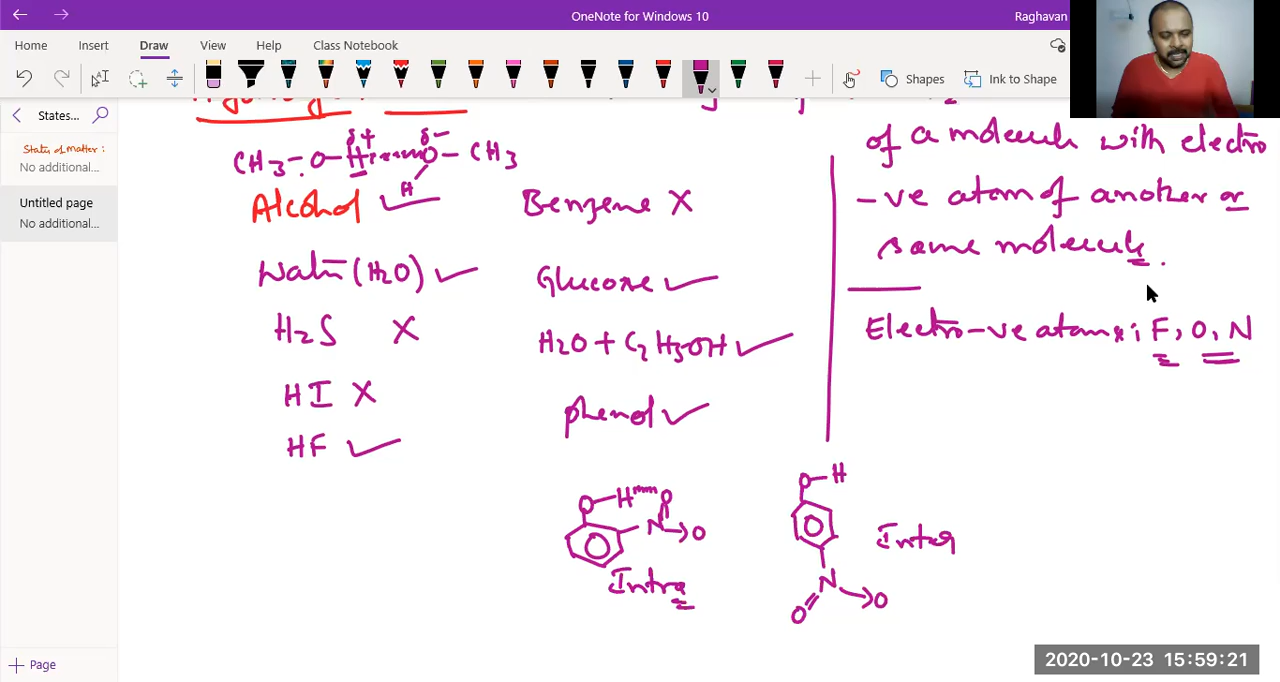 OneNote for Windows 10
Raghavan
Home Insert Draw View Help Class Notebook
Shapes Ink to Shape
States...
States of matter:
No additional...
Untitled page
No additional...
Page
δ+ δ-
CH3-O-H O-CH3
H
Alcohol
Water (H2O)
H2S X
HI X
HF
Benzene X
Glucose
H2O + C2H5OH
phenol
of a molecule with electro
-ve atom of another or
same molecule.
Electro-ve atoms: F, O, N
O-H O
N→O
Intra
O-H
Inter
N
O O
2020-10-23 15:59:21